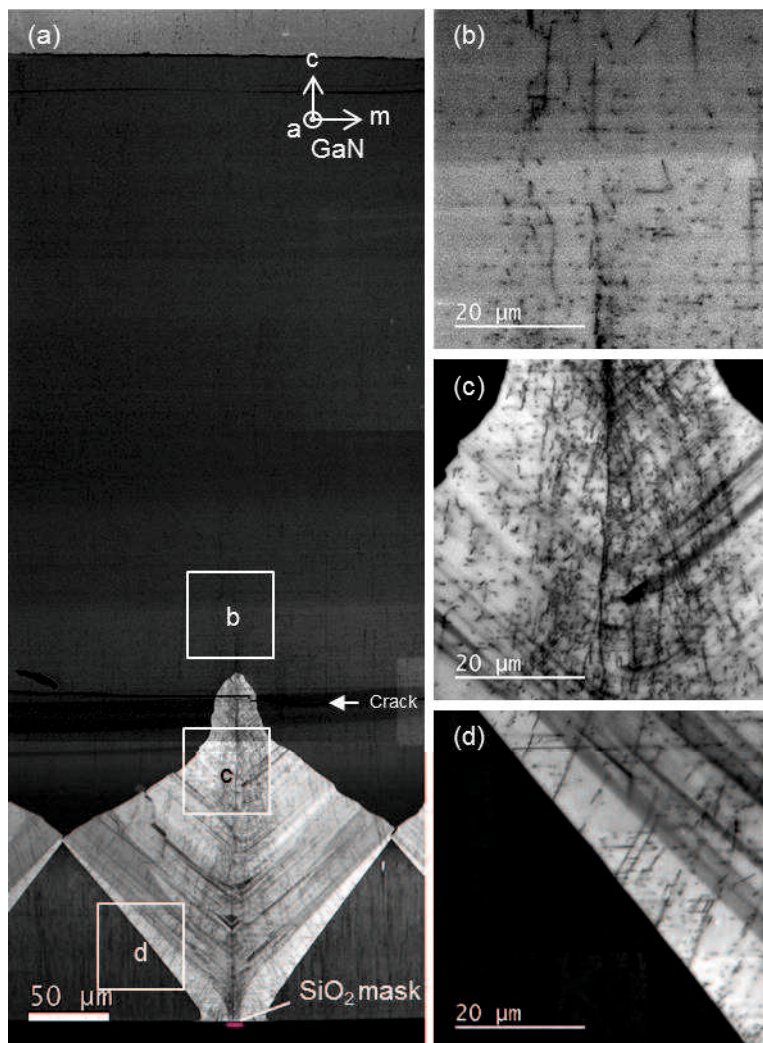 (a)
c
a
m
GaN
b
Crack
c
d
50 µm
SiO₂ mask
(b)
20 µm
(c)
20 µm
(d)
20 µm